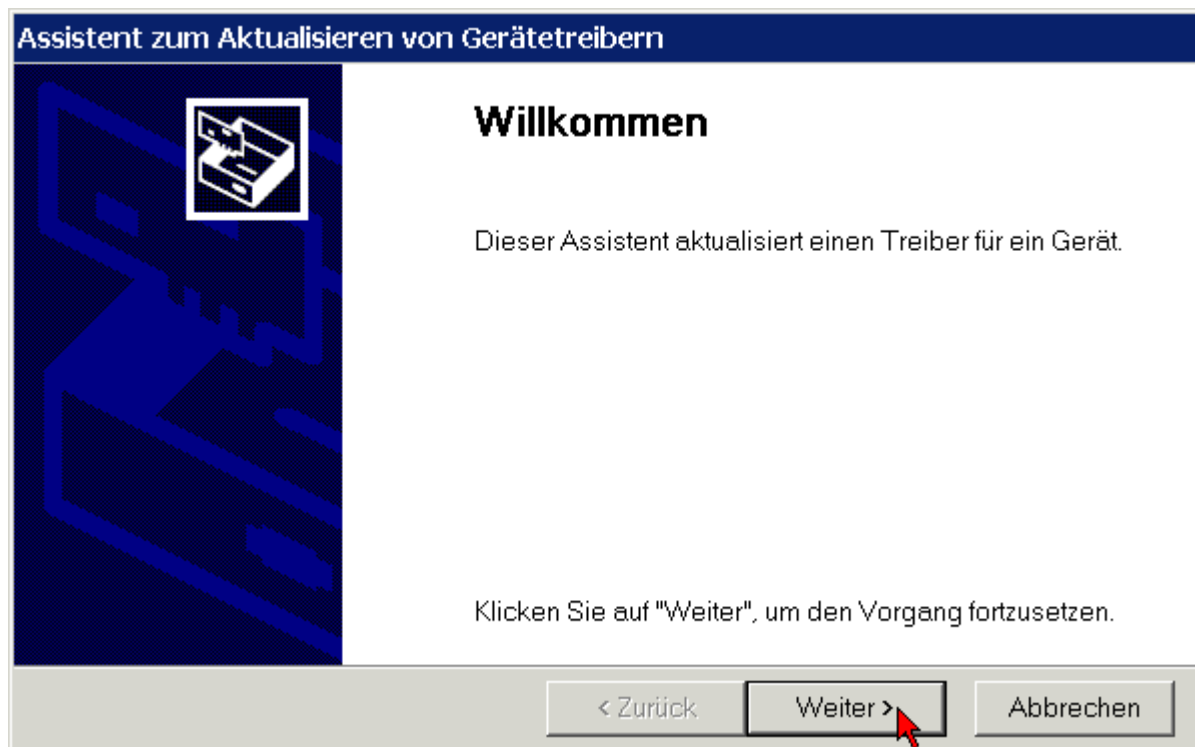 Assistent zum Aktualisieren von Gerätetreibern
Willkommen
Dieser Assistent aktualisiert einen Treiber für ein Gerät.
Klicken Sie auf "Weiter", um den Vorgang fortzusetzen.
< Zurück
Weiter >
Abbrechen